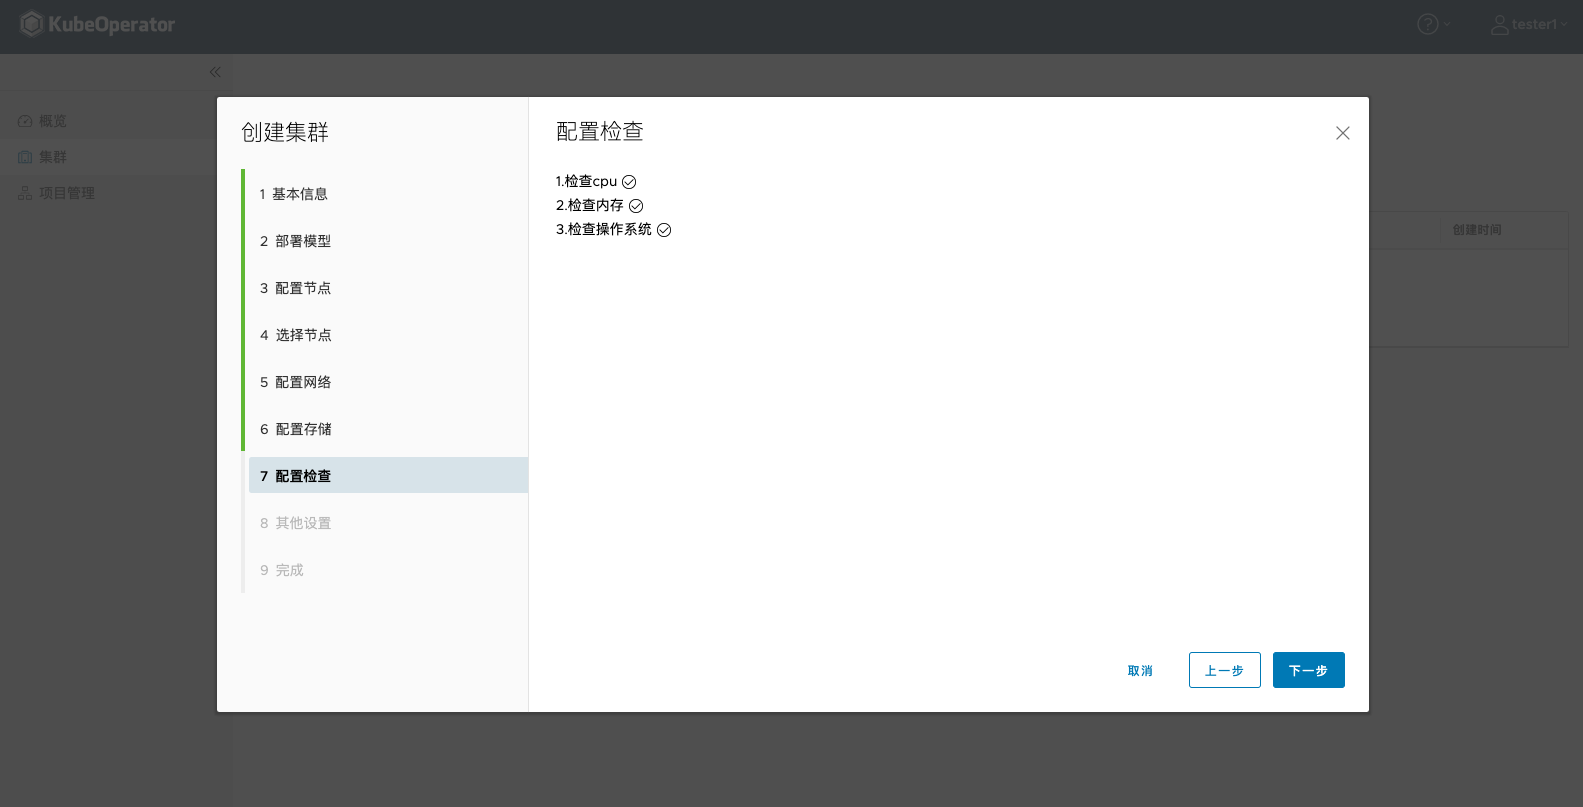 KubeOperator
tester1
概览
集群
项目管理
创建时间
创建集群
1 基本信息
2 部署模型
3 配置节点
4 选择节点
5 配置网络
6 配置存储
7 配置检查
8 其他设置
9 完成
配置检查
1.检查cpu
2.检查内存
3.检查操作系统
取消
上一步
下一步